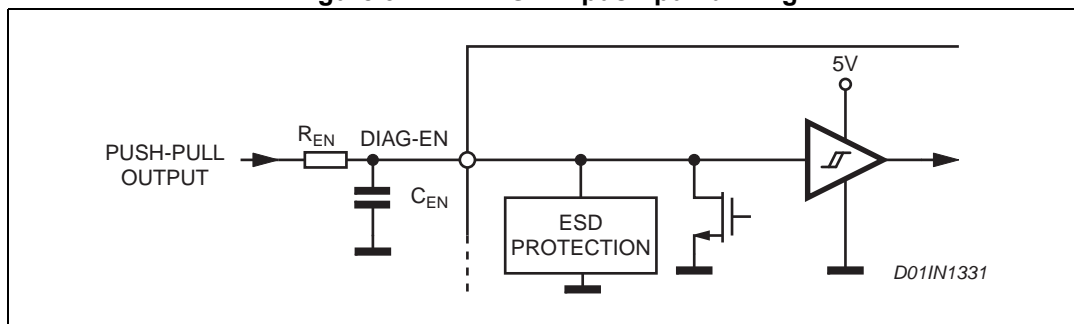 5V
R_EN
DIAG-EN
PUSH-PULL
OUTPUT
C_EN
ESD
PROTECTION
D01IN1331